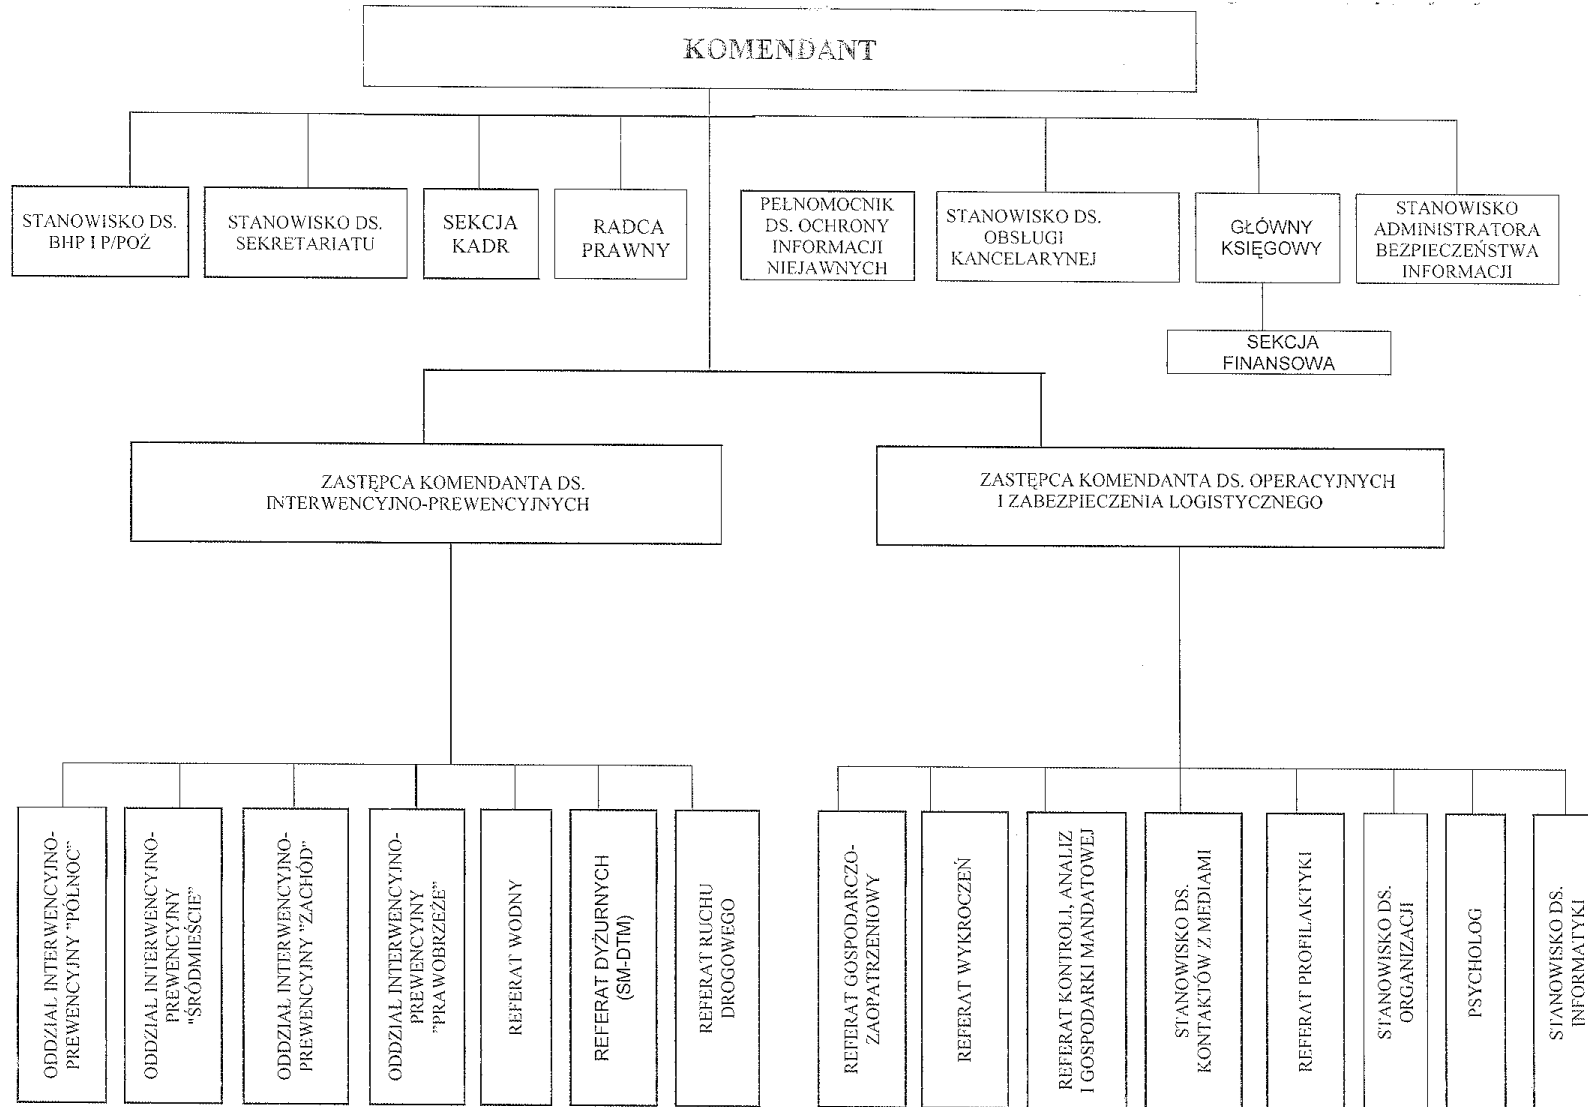 KOMENDANT
STANOWISKO DS.
BHP I P/POŻ
STANOWISKO DS.
SEKRETARIATU
SEKCJA
KADR
RADCA
PRAWNY
PEŁNOMOCNIK
DS. OCHRONY
INFORMACJI
NIEJAWNYCH
STANOWISKO DS.
OBSŁUGI
KANCELARYNEJ
GŁÓWNY
KSIĘGOWY
STANOWISKO
ADMINISTRATORA
BEZPIECZEŃSTWA
INFORMACJI
SEKCJA
FINANSOWA
ZASTĘPCA KOMENDANTA DS.
INTERWENCYJNO-PREWENCYJNYCH
ZASTĘPCA KOMENDANTA DS. OPERACYJNYCH
I ZABEZPIECZENIA LOGISTYCZNEGO
ODDZIAŁ INTERWENCYJNO-
PREWENCYJNY "PÓLNOC"
ODDZIAŁ INTERWENCYJNO-
PREWENCYJNY
"ŚRÓDMIEŚCIE"
ODDZIAŁ INTERWENCYJNO-
PREWENCYJNY "ZACHÓD"
ODDZIAŁ INTERWENCYJNO-
PREWENCYJNY
"PRAWOBRZEŻE"
REFERAT WODNY
REFERAT DYŻURNYCH
(SM-DTM)
REFERAT RUCHU
DROGOWEGO
REFERAT GOSPODARCZO-
ZAOPATRZENIOWY
REFERAT WYKROCZEŃ
REFERAT KONTROLI, ANALIZ
I GOSPODARKI MANDATOWEJ
STANOWISKO DS.
KONTAKTÓW Z MEDIAMI
REFERAT PROFILAKTYKI
STANOWISKO DS.
ORGANIZACJI
PSYCHOLOG
STANOWISKO DS.
INFORMATYKI